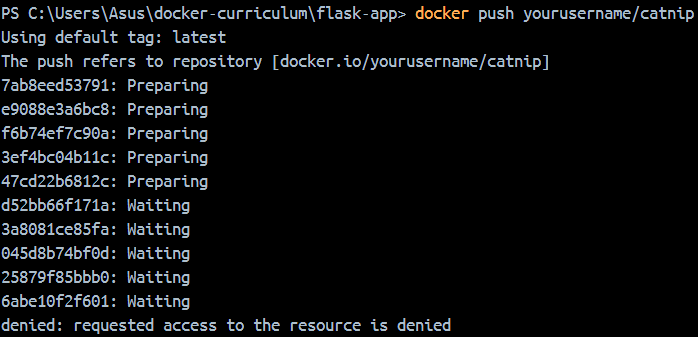 PS C:\Users\Asus\docker-curriculum\flask-app> docker push yourusername/catnip
Using default tag: latest
The push refers to repository [docker.io/yourusername/catnip]
7ab8eed53791: Preparing
e9088e3a6bc8: Preparing
f6b74ef7c90a: Preparing
3ef4bc04b11c: Preparing
47cd22b6812c: Preparing
d52bb66f171a: Waiting
3a8081ce85fa: Waiting
045d8b74bf0d: Waiting
25879f85bbb0: Waiting
6abe10f2f601: Waiting
denied: requested access to the resource is denied